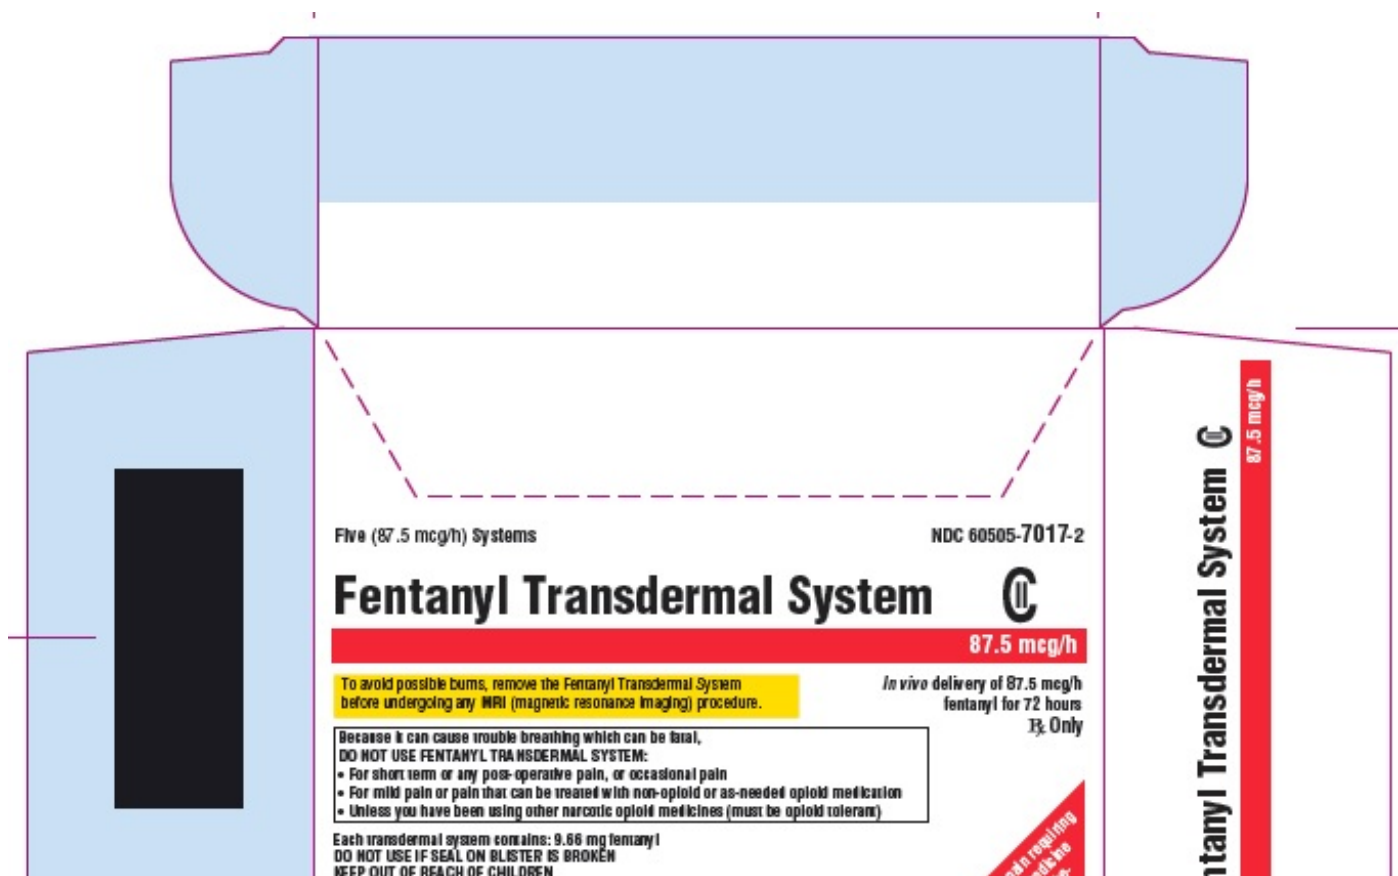 Five (87.5 mcg/h) Systems
NDC 60505-7017-2
Fentanyl Transdermal System CII
87.5 mcg/h
To avoid possible burns, remove the Fentanyl Transdermal System
before undergoing any MRI (magnetic resonance imaging) procedure.
In vivo delivery of 87.5 mcg/h
fentanyl for 72 hours
℞ Only
Because it can cause trouble breathing which can be fatal,
DO NOT USE FENTANYL TRANSDERMAL SYSTEM:
• For short term or any post-operative pain, or occasional pain
• For mild pain or pain that can be treated with non-opioid or as-needed opioid medication
• Unless you have been using other narcotic opioid medicines (must be opioid tolerant)
Each transdermal system contains: 9.66 mg fentanyl
DO NOT USE IF SEAL ON BLISTER IS BROKEN
KEEP OUT OF REACH OF CHILDREN
requiring
ntanyl Transdermal System CII
87.5 mcg/h